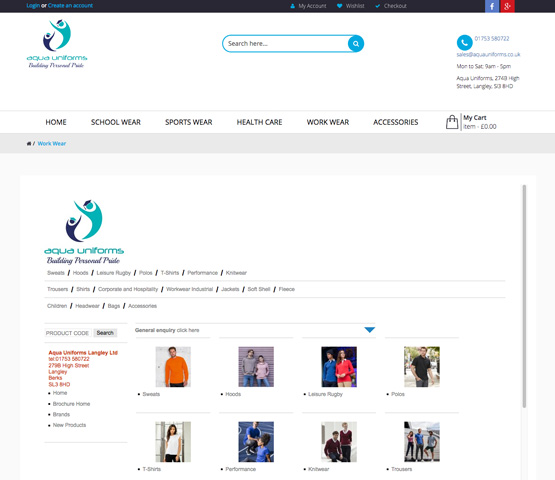 Login or Create an account
My Account
Wishlist
Checkout
f
g+
aqua uniforms
Building Personal Pride
Search here...
01753 580722
sales@aquauniforms.co.uk
Mon to Sat: 9am - 5pm
Aqua Uniforms, 274B High
Street, Langley, Sl3 8HD
HOME
SCHOOL WEAR
SPORTS WEAR
HEALTH CARE
WORK WEAR
ACCESSORIES
My Cart
item - £0.00
/ Work Wear
aqua uniforms
Building Personal Pride
Sweats / Hoods / Leisure Rugby / Polos / T-Shirts / Performance / Knitwear
Trousers / Shirts / Corporate and Hospitality / Workwear Industrial / Jackets / Soft Shell / Fleece
Children / Headwear / Bags / Accessories
PRODUCT CODE Search
General enquiry click here
Aqua Uniforms Langley Ltd
tel:01753 580722
279B High Street
Langley
Berks
SL3 8HD
Home
Brochure Home
Brands
New Products
Sweats
Hoods
Leisure Rugby
Polos
T-Shirts
Performance
Knitwear
Trousers